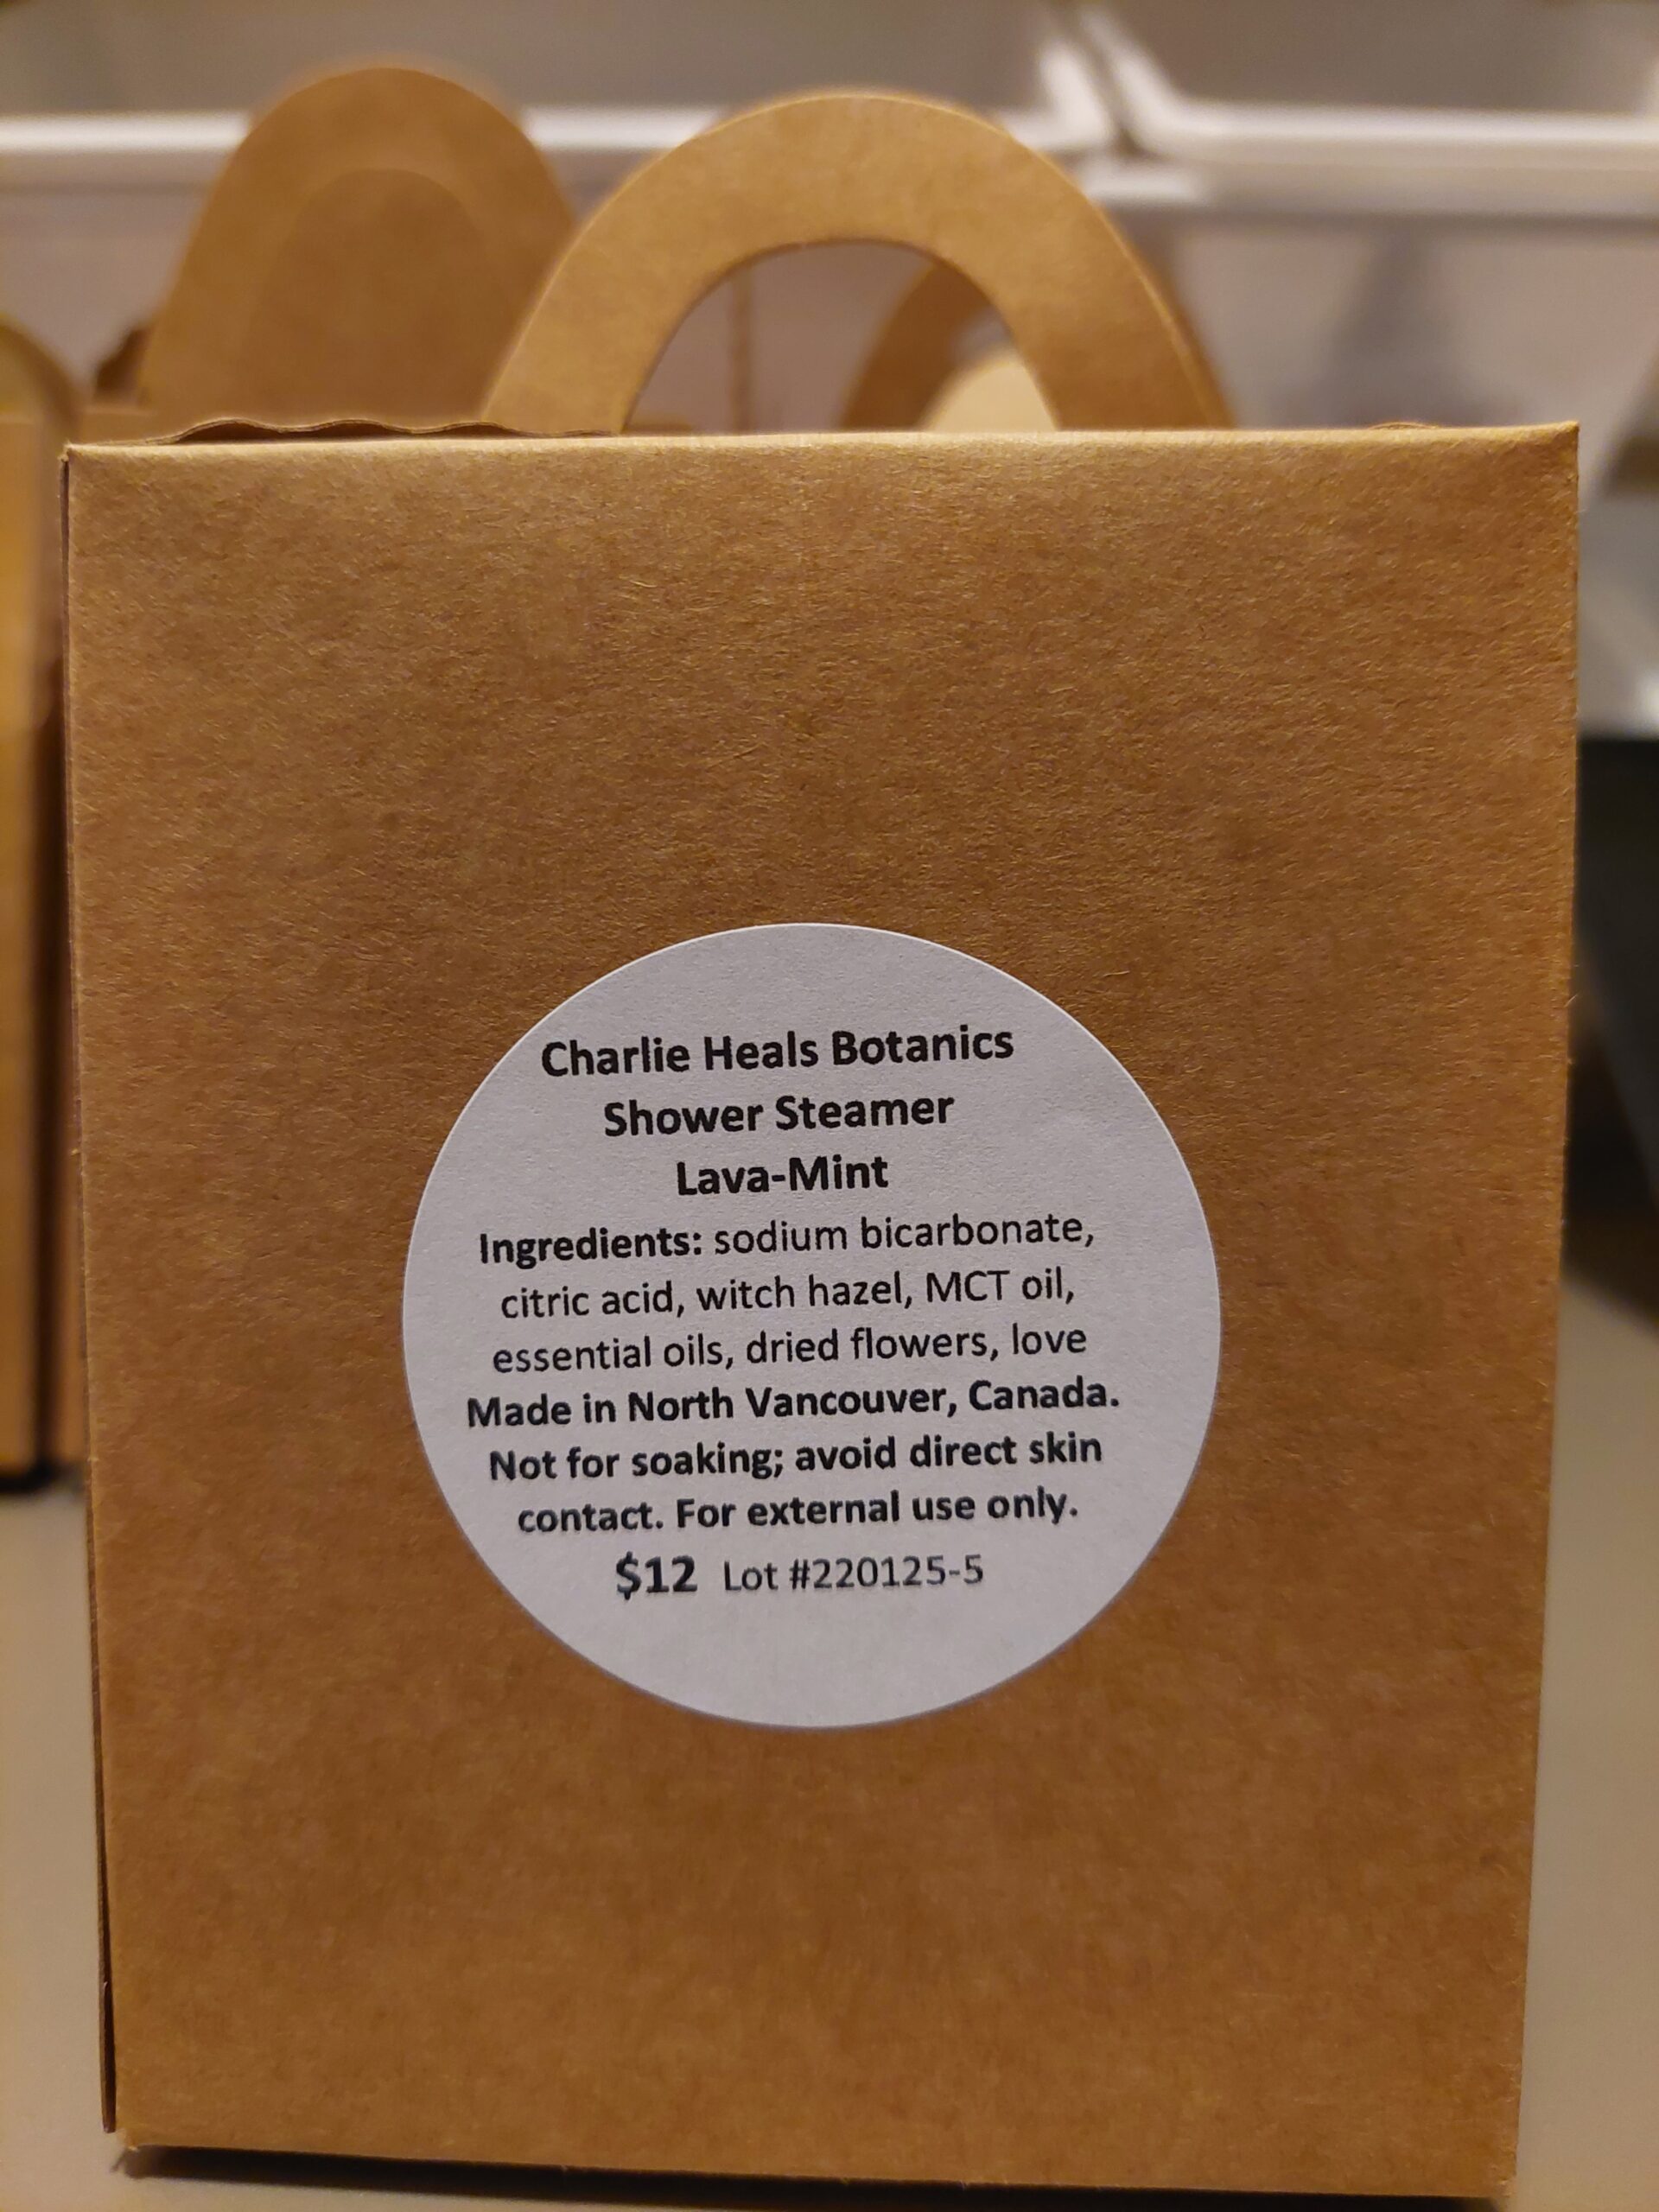 Charlie Heals Botanics
Shower Steamer
Lava-Mint
Ingredients: sodium bicarbonate,
citric acid, witch hazel, MCT oil,
essential oils, dried flowers, love
Made in North Vancouver, Canada.
Not for soaking; avoid direct skin
contact. For external use only.
$12 Lot #220125-5